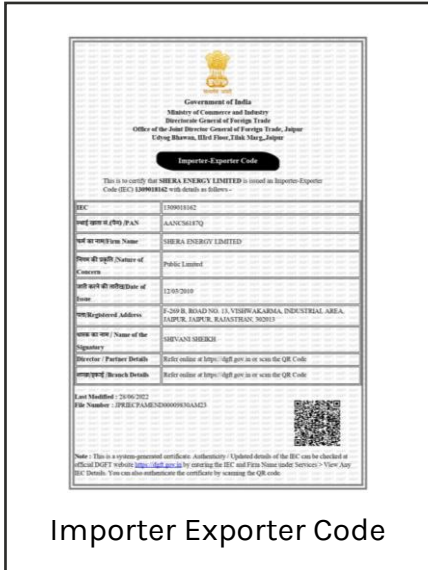 Government of India
Ministry of Commerce and Industry
Directorate General of Foreign Trade
Office of the Joint Director General of Foreign Trade, Jaipur
Udyog Bhawan, IIIrd Floor,Tilak Marg,,Jaipur
Importer-Exporter Code
This is to certify that SHERA ENERGY LIMITED is issued an Importer-Exporter
Code (IEC) 1309018162 with details as follows -
IEC 1309018162
/PAN AANCS6187Q
फर्म का नाम/Firm Name SHERA ENERGY LIMITED
/Nature of Concern Public Limited
जारी करने की तारीख/Date of Issue 12/03/2010
पता/Registered Address F-269 B, ROAD NO. 13, VISHWAKARMA, INDUSTRIAL AREA, JAIPUR, JAIPUR, RAJASTHAN, 302013
/ Name of the Signatory SHIVANI SHEIKH
Director / Partner Details Refer online at https://dgft.gov.in or scan the QR Code
/Branch Details Refer online at https://dgft.gov.in or scan the QR Code
Last Modified : 28/06/2022
File Number :
Note : This is a system-generated certificate. Authenticity / Updated details of the IEC can be checked at
official DGFT website https://dgft.gov.in by entering the IEC and Firm Name under Services > View Any
IEC Details. You can also authenticate the certificate by scanning the QR code.
Importer Exporter Code